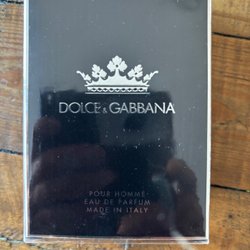 DOLCE & GABBANA
POUR HOMME
EAU DE PARFUM
MADE IN ITALY